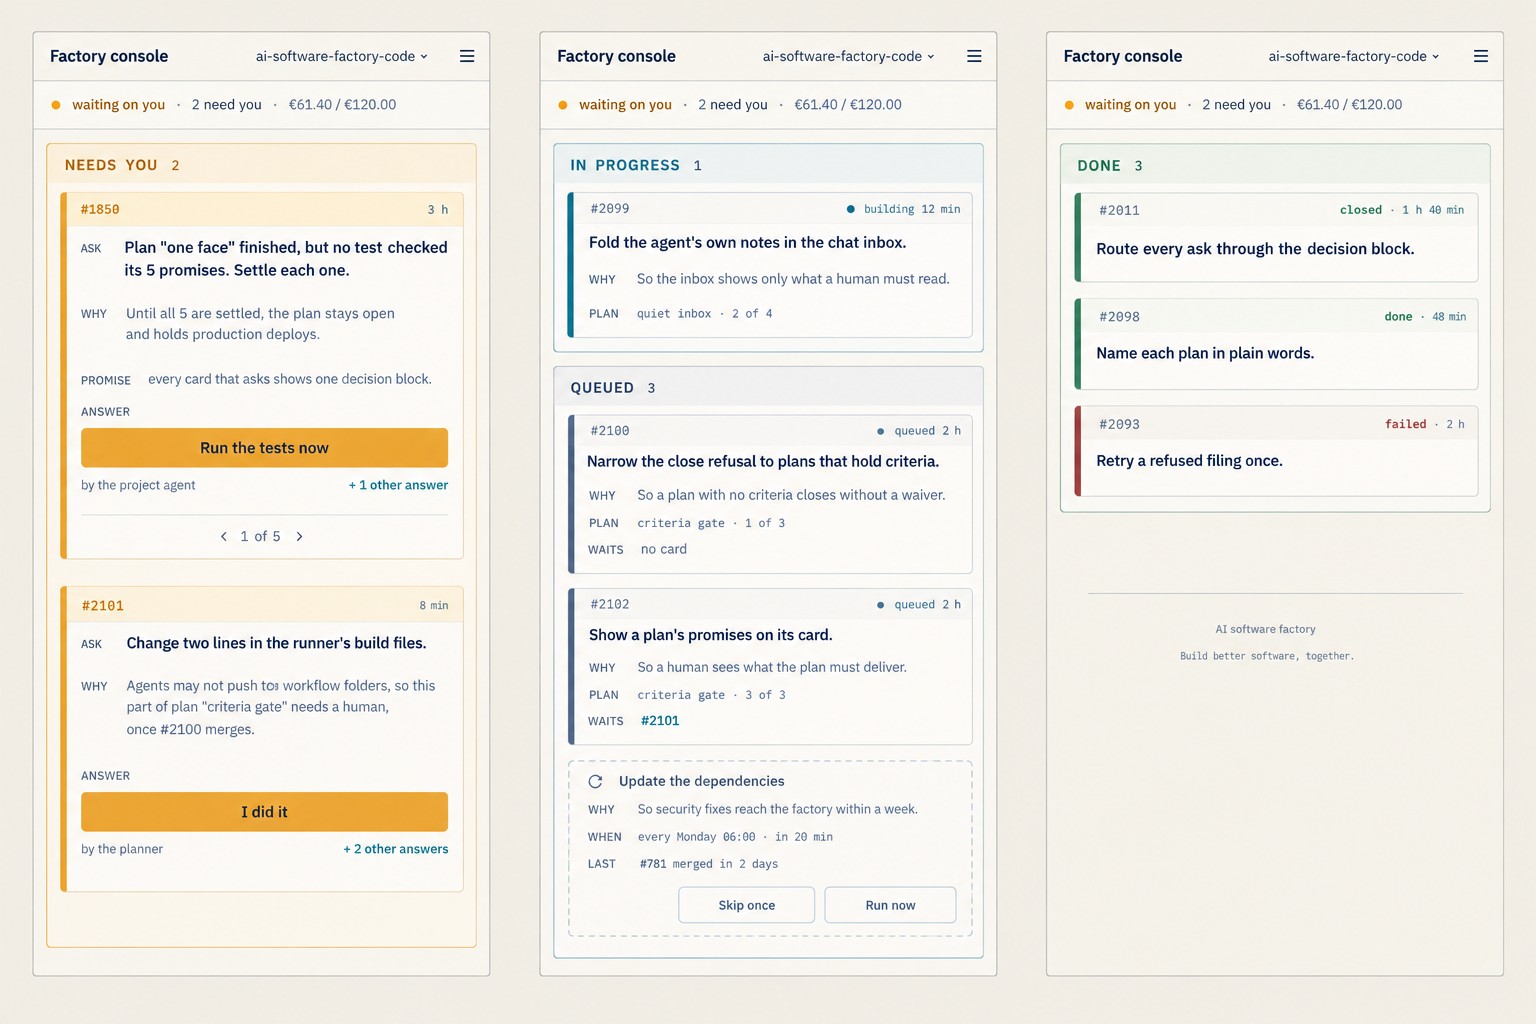 Factory console
ai-software-factory-code
waiting on you · 2 need you · €61.40 / €120.00
NEEDS YOU 2
#1850 3 h
ASK Plan "one face" finished, but no test checked
its 5 promises. Settle each one.
WHY Until all 5 are settled, the plan stays open
and holds production deploys.
PROMISE every card that asks shows one decision block.
ANSWER
Run the tests now
by the project agent + 1 other answer
< 1 of 5 >
#2101 8 min
ASK Change two lines in the runner's build files.
WHY Agents may not push workflow folders, so this
part of plan "criteria gate" needs a human,
once #2100 merges.
ANSWER
I did it
by the planner + 2 other answers
Factory console
ai-software-factory-code
waiting on you · 2 need you · €61.40 / €120.00
IN PROGRESS 1
#2099 building 12 min
Fold the agent's own notes in the chat inbox.
WHY So the inbox shows only what a human must read.
PLAN quiet inbox · 2 of 4
QUEUED 3
#2100 queued 2 h
Narrow the close refusal to plans that hold criteria.
WHY So a plan with no criteria closes without a waiver.
PLAN criteria gate · 1 of 3
WAITS no card
#2102 queued 2 h
Show a plan's promises on its card.
WHY So a human sees what the plan must deliver.
PLAN criteria gate · 3 of 3
WAITS #2101
Update the dependencies
WHY So security fixes reach the factory within a week.
WHEN every Monday 06:00 · in 20 min
LAST #781 merged in 2 days
Skip once
Run now
Factory console
ai-software-factory-code
waiting on you · 2 need you · €61.40 / €120.00
DONE 3
#2011 closed · 1 h 40 min
Route every ask through the decision block.
#2098 done · 48 min
Name each plan in plain words.
#2093 failed · 2 h
Retry a refused filing once.
AI software factory
Build better software, together.